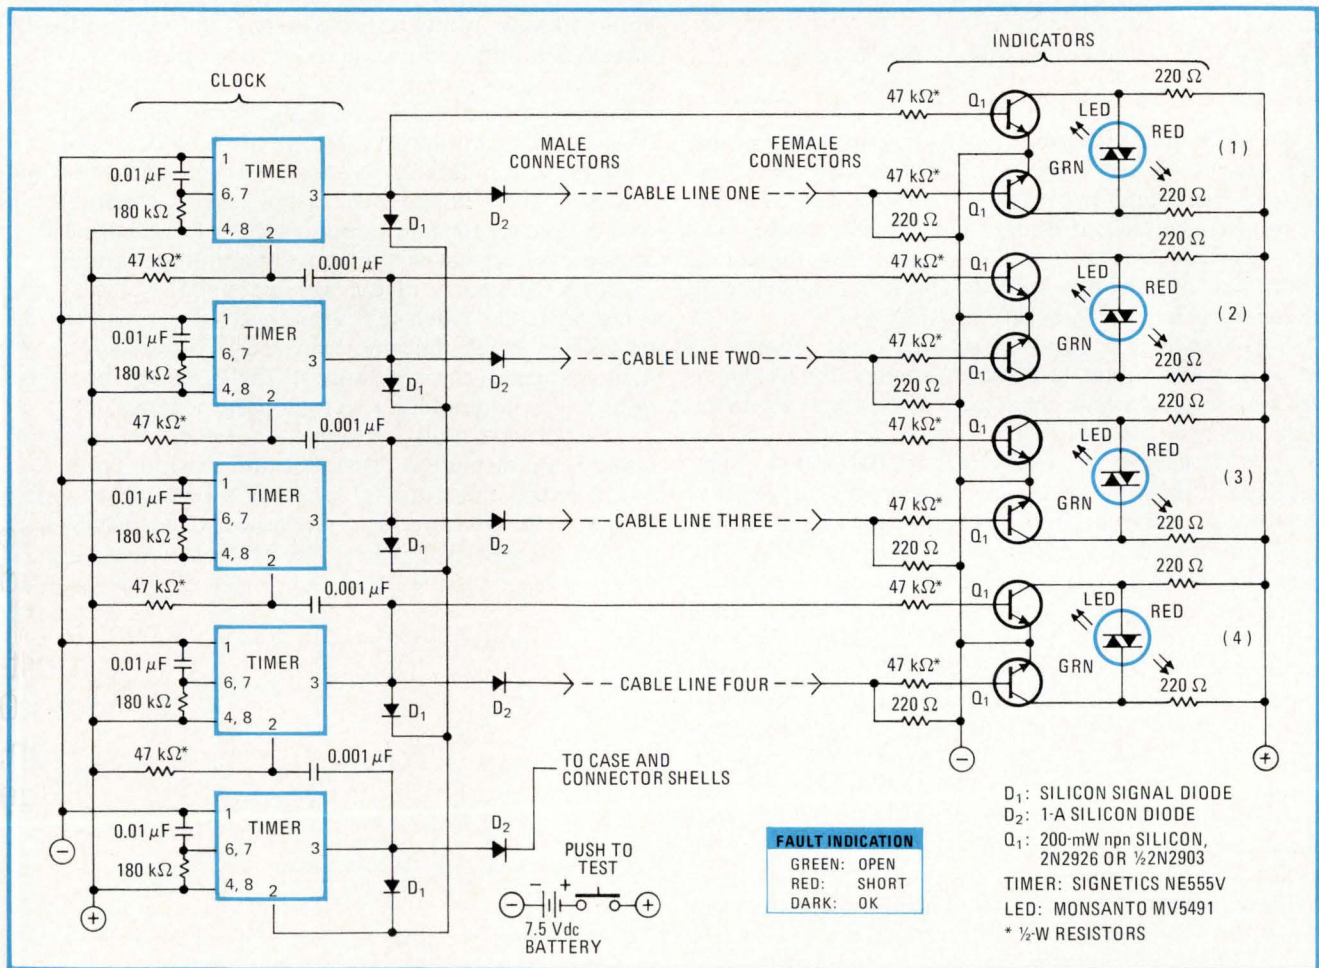 CLOCK
INDICATORS
MALE CONNECTORS
FEMALE CONNECTORS
1
TIMER
0.01 µF
6, 7
3
180 kΩ
4, 8
2
D₁
D₂
CABLE LINE ONE
47 kΩ*
Q₁
47 kΩ*
Q₁
220 Ω
220 Ω
LED
RED
GRN
(1)
220 Ω
47 kΩ*
0.001 µF
1
TIMER
0.01 µF
6, 7
3
180 kΩ
4, 8
2
D₁
D₂
CABLE LINE TWO
47 kΩ*
Q₁
47 kΩ*
Q₁
220 Ω
220 Ω
LED
RED
GRN
(2)
220 Ω
47 kΩ*
0.001 µF
1
TIMER
0.01 µF
6, 7
3
180 kΩ
4, 8
2
D₁
D₂
CABLE LINE THREE
47 kΩ*
Q₁
47 kΩ*
Q₁
220 Ω
220 Ω
LED
RED
GRN
(3)
220 Ω
47 kΩ*
0.001 µF
1
TIMER
0.01 µF
6, 7
3
180 kΩ
4, 8
2
D₁
D₂
CABLE LINE FOUR
47 kΩ*
Q₁
47 kΩ*
Q₁
220 Ω
220 Ω
LED
RED
GRN
(4)
220 Ω
47 kΩ*
0.001 µF
1
TIMER
0.01 µF
6, 7
3
180 kΩ
4, 8
2
D₁
D₂
TO CASE AND
CONNECTOR SHELLS
PUSH TO
TEST
− +
7.5 Vdc
BATTERY
− +
− +
− +
FAULT INDICATION
GREEN: OPEN
RED: SHORT
DARK: OK
D₁: SILICON SIGNAL DIODE
D₂: 1-A SILICON DIODE
Q₁: 200-mW npn SILICON,
2N2926 OR ½2N2903
TIMER: SIGNETICS NE555V
LED: MONSANTO MV5491
* ½-W RESISTORS